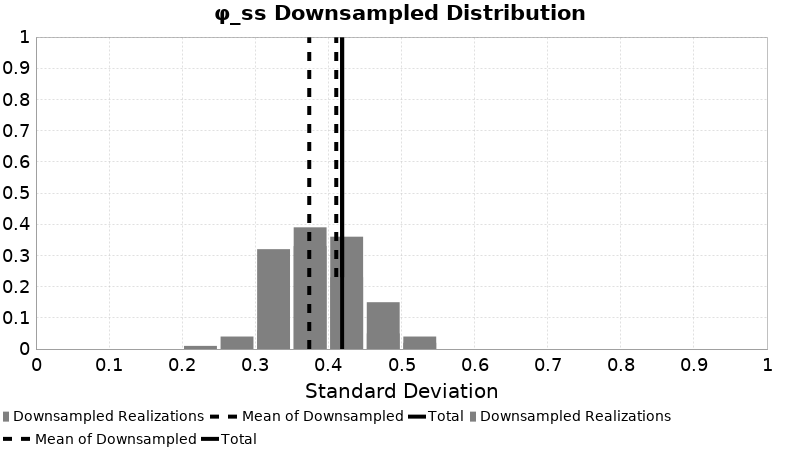 φ_ss Downsampled Distribution
1
0.9
0.8
0.7
0.6
0.5
0.4
0.3
0.2
0.1
0
0 0.1 0.2 0.3 0.4 0.5 0.6 0.7 0.8 0.9 1
Standard Deviation
Downsampled Realizations Mean of Downsampled Total Downsampled Realizations
Mean of Downsampled Total